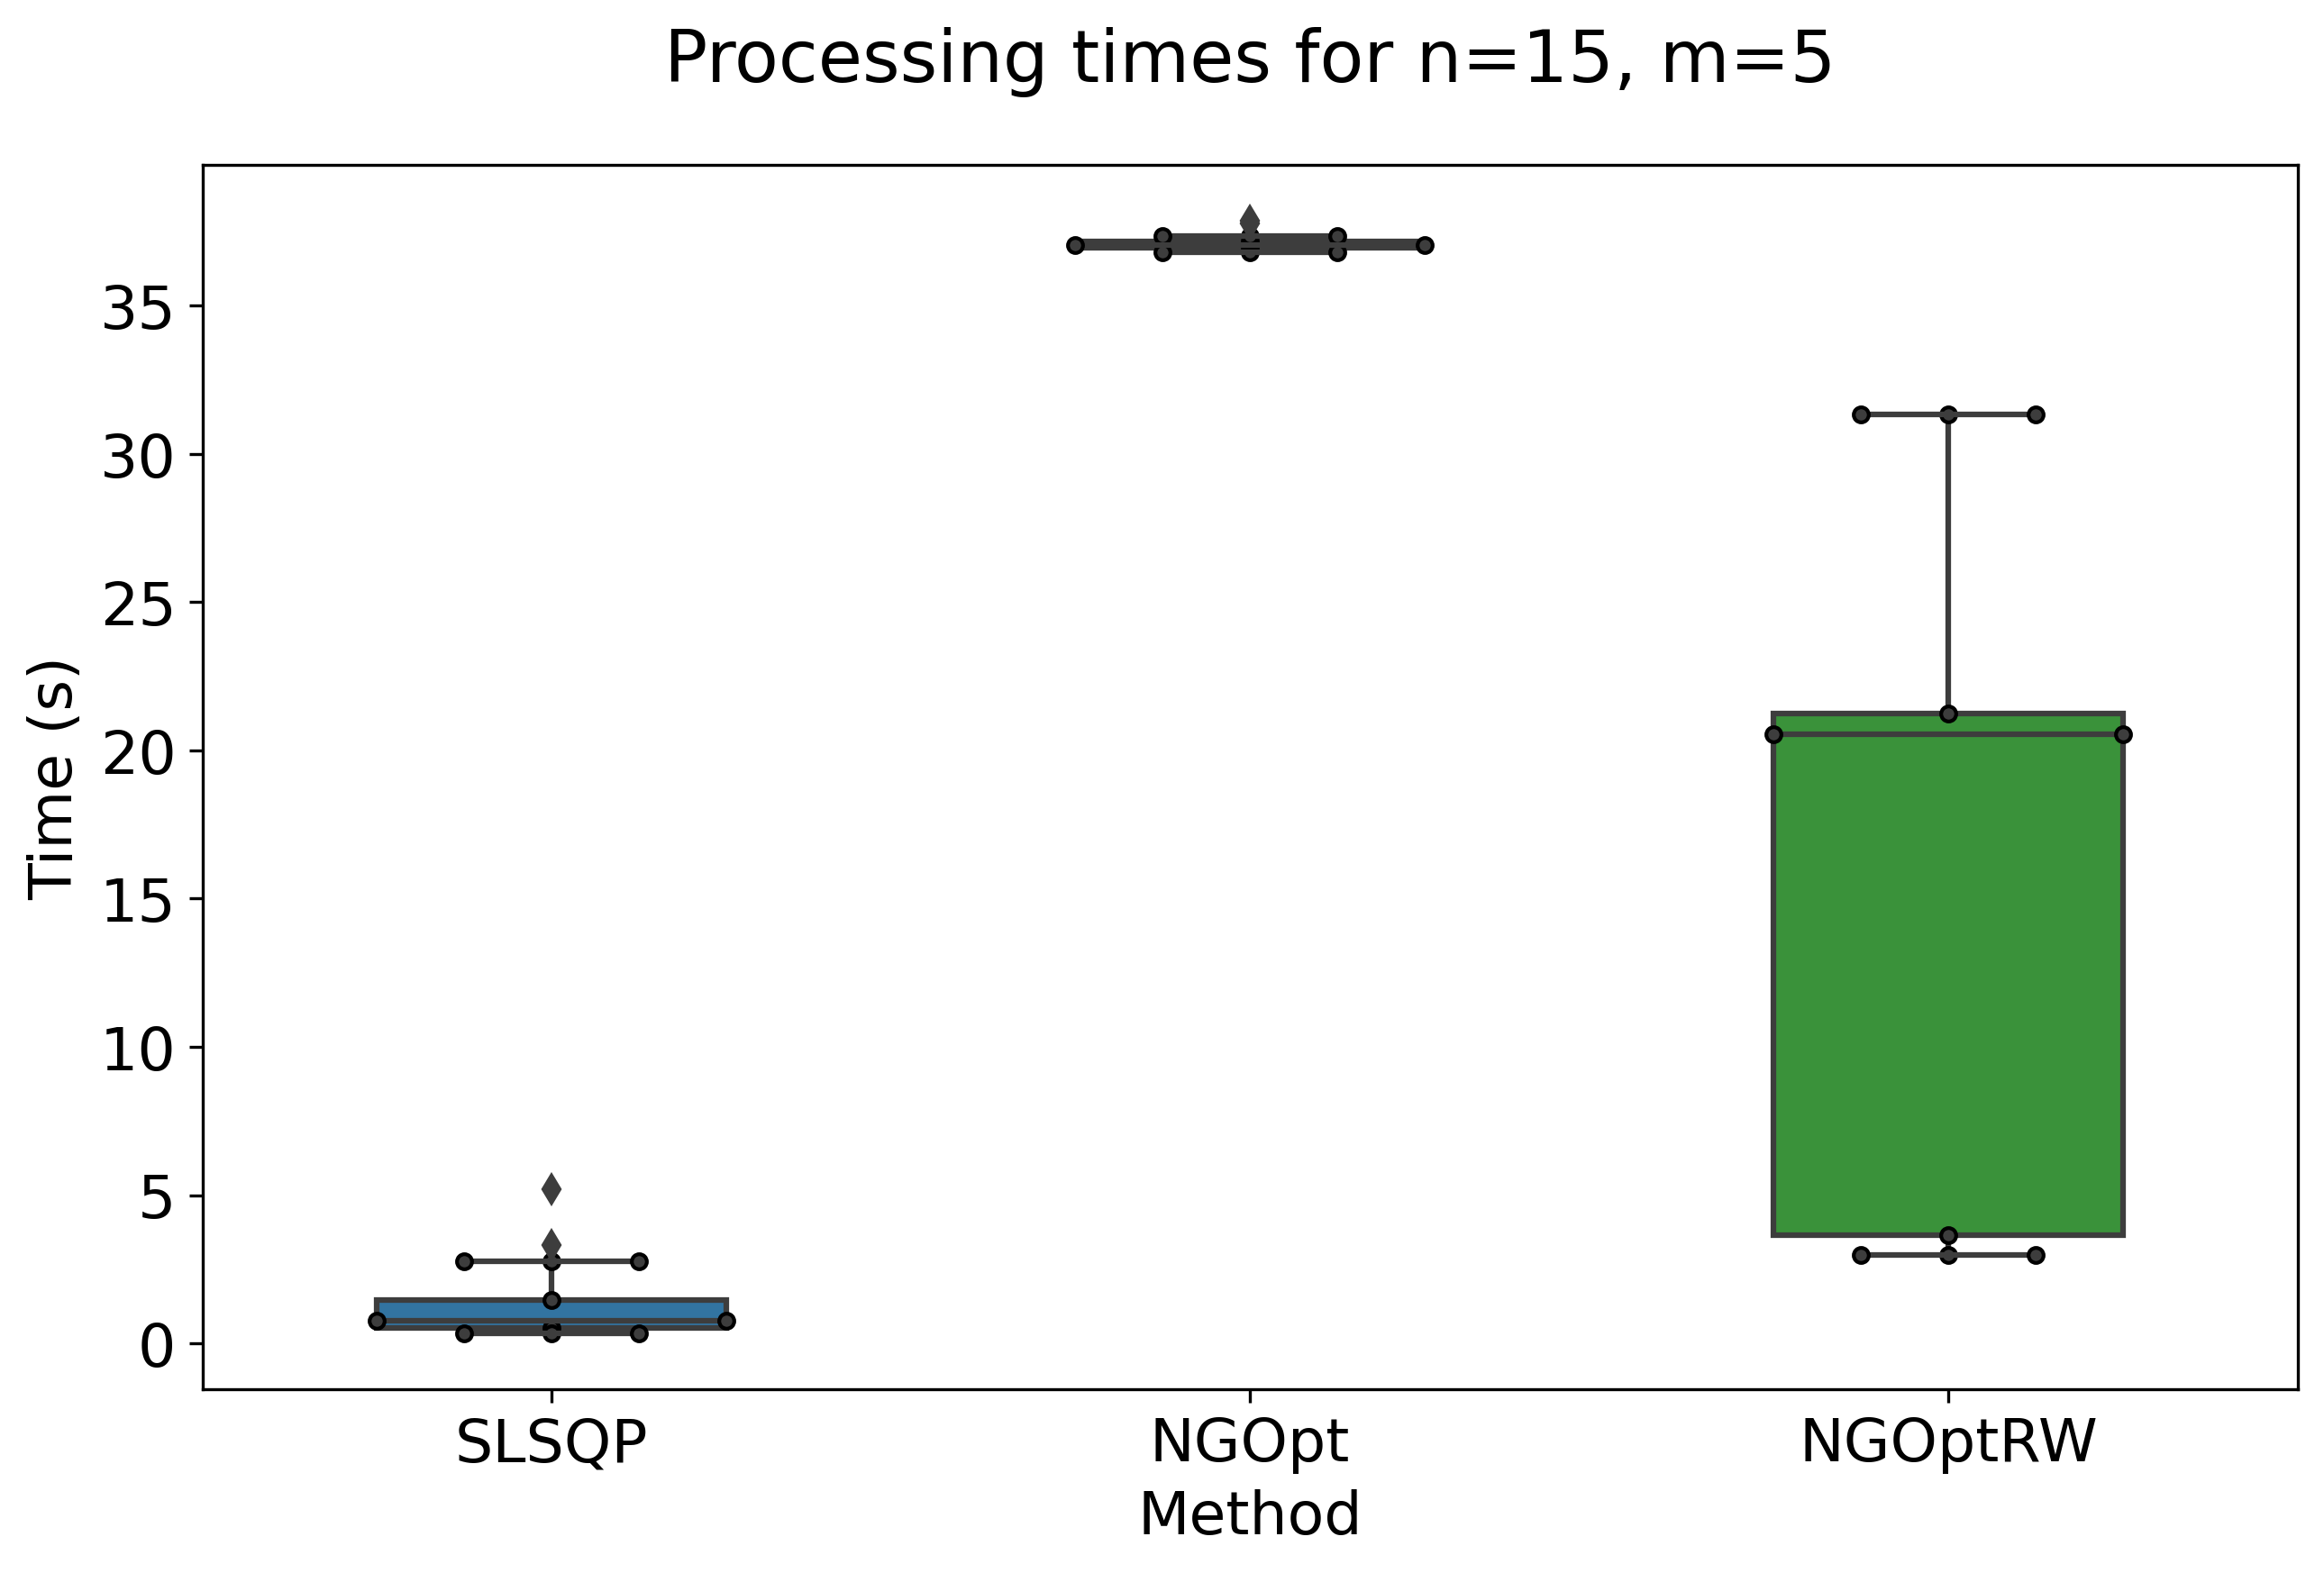 Processing times for n=15, m=5
Time (s)
35
30
25
20
15
10
5
0
SLSQP
NGOpt
NGOptRW
Method